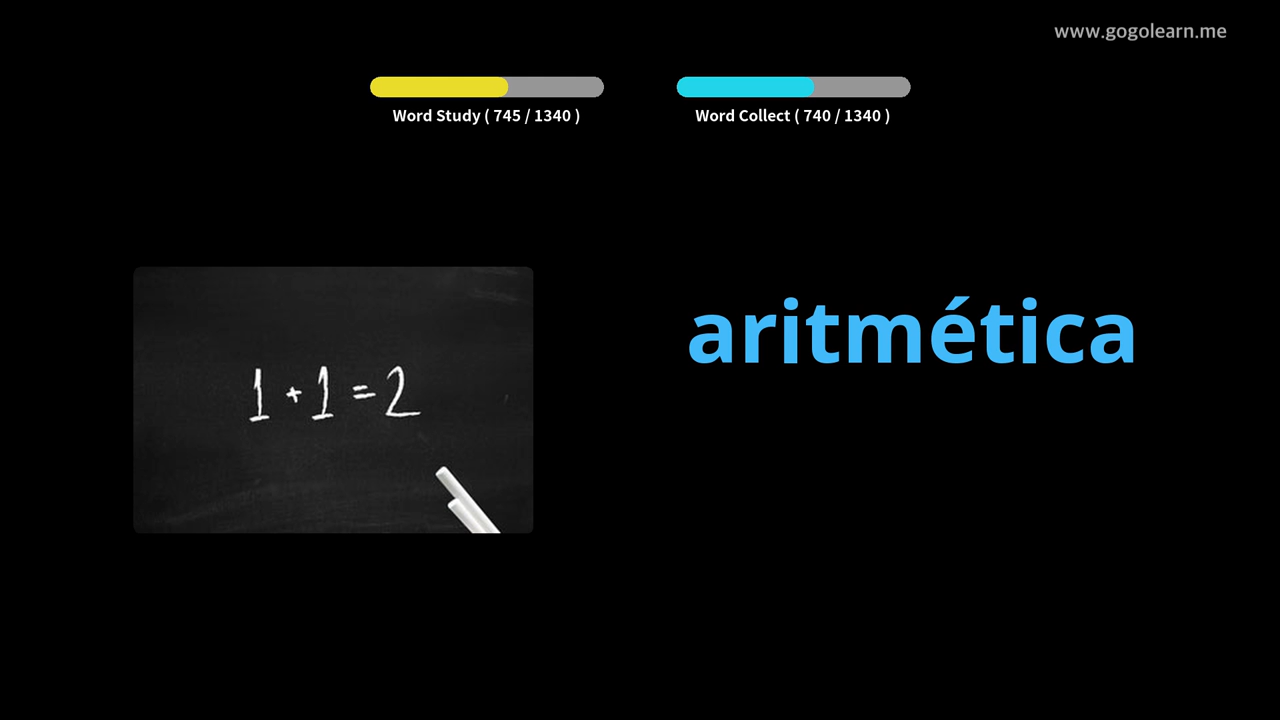 www.gogolearn.me
Word Study ( 745 / 1340 )
Word Collect ( 740 / 1340 )
aritmética
1 + 1 = 2